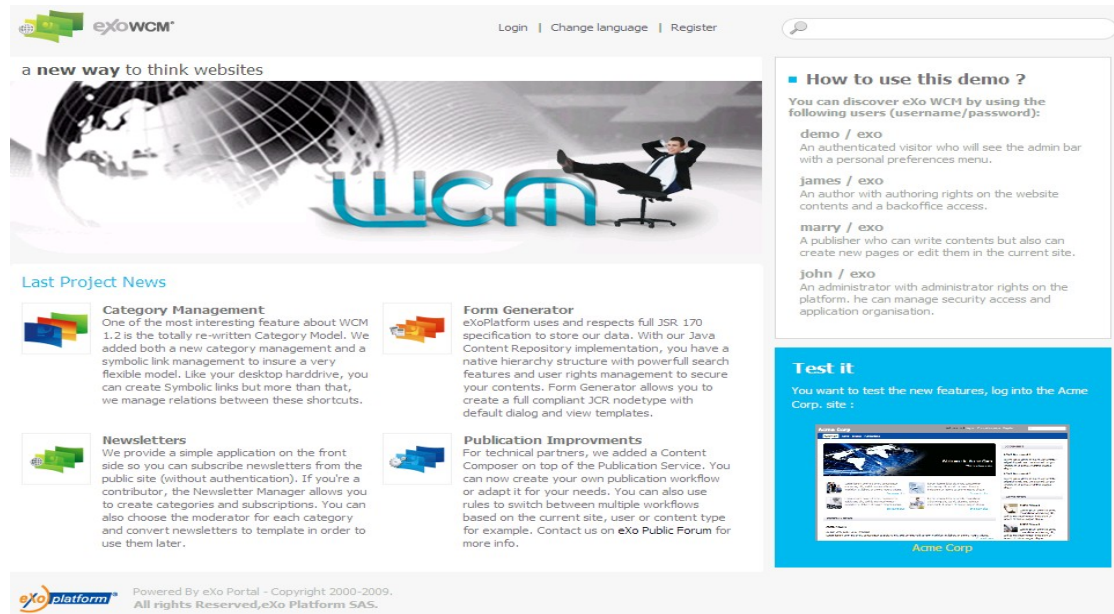 eXoWCM
Login | Change language | Register
a new way to think websites
WCM
Last Project News
Category Management
One of the most interesting feature about WCM
1.2 is the totally re-written Category Model. We
added both a new category management and a
symbolic link management to insure a very
flexible model. Like your desktop harddrive, you
can create Symbolic links but more than that,
we manage relations between these shortcuts.
Form Generator
eXoPlatform uses and respects full JSR 170
specification to store our data. With our Java
Content Repository implementation, you have a
native hierarchy structure with powerfull search
features and user rights management to secure
your contents. Form Generator allows you to
create a full compliant JCR nodetype with
default dialog and view templates.
Newsletters
We provide a simple application on the front
side so you can subscribe newsletters from the
public site (without authentication). If you're a
contributor, the Newsletter Manager allows you
to create categories and subscriptions. You can
also choose the moderator for each category
and convert newsletters to template in order to
use them later.
Publication Improvments
For technical partners, we added a Content
Composer on top of the Publication Service. You
can now create your own publication workflow
or adapt it for your needs. You can also use
rules to switch between multiple workflows
based on the current site, user or content type
for example. Contact us on eXo Public Forum for
more info.
How to use this demo ?
You can discover eXo WCM by using the
following users (username/password):
demo / exo
An authenticated visitor who will see the admin bar
with a personal preferences menu.
james / exo
An author with authoring rights on the website
contents and a backoffice access.
marry / exo
A publisher who can write contents but also can
create new pages or edit them in the current site.
john / exo
An administrator with administrator rights on the
platform. he can manage security access and
application organisation.
Test it
You want to test the new features, log into the Acme
Corp. site :
Acme Corp
Acme Corp
eXo platform
Powered By eXo Portal - Copyright 2000-2009.
All rights Reserved,eXo Platform SAS.